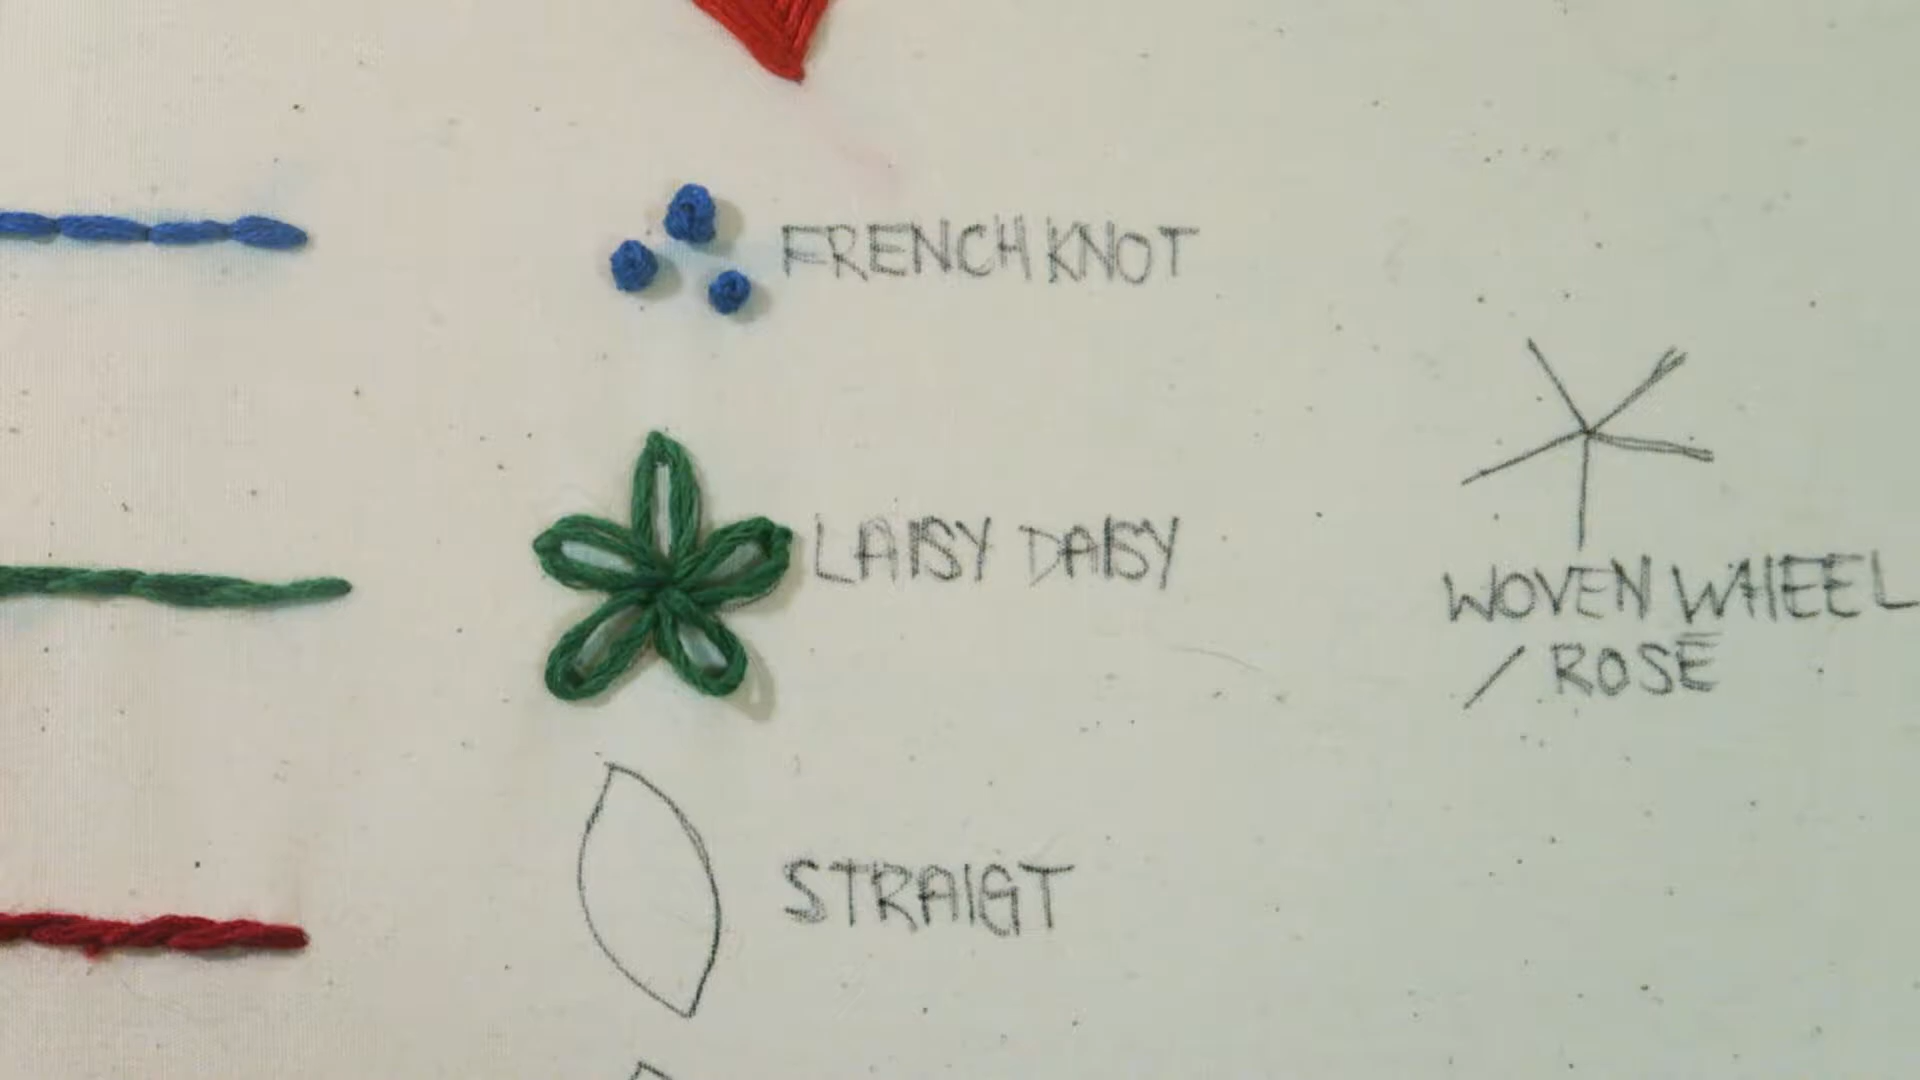 FRENCH KNOT
LAISY DAISY
WOVEN WHEEL
/ ROSE
STRAIGT